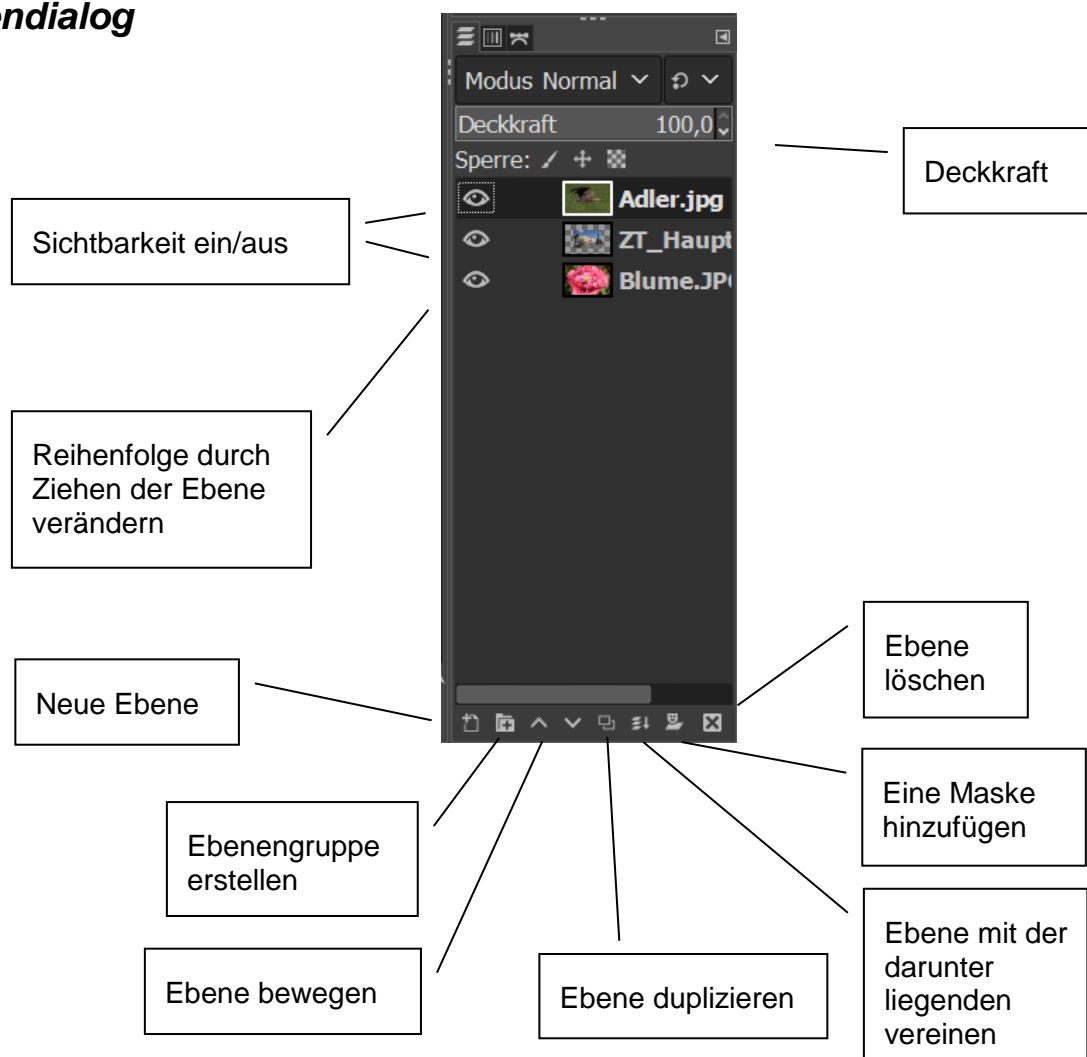 endialog
Modus Normal
Deckkraft 100,0
Sperre:
Adler.jpg
ZT_Haupt
Blume.JP
Deckkraft
Sichtbarkeit ein/aus
Reihenfolge durch
Ziehen der Ebene
verändern
Neue Ebene
Ebene
löschen
Eine Maske
hinzufügen
Ebenengruppe
erstellen
Ebene bewegen
Ebene duplizieren
Ebene mit der
darunter
liegenden
vereinen